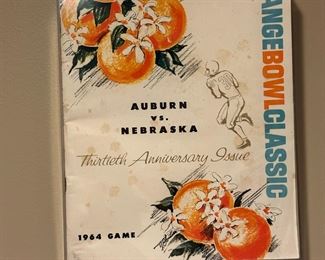 AUBURN
VS.
NEBRASKA
Thirtieth Anniversary Issue
1964 GAME
ANGEBOWLCLASSIC